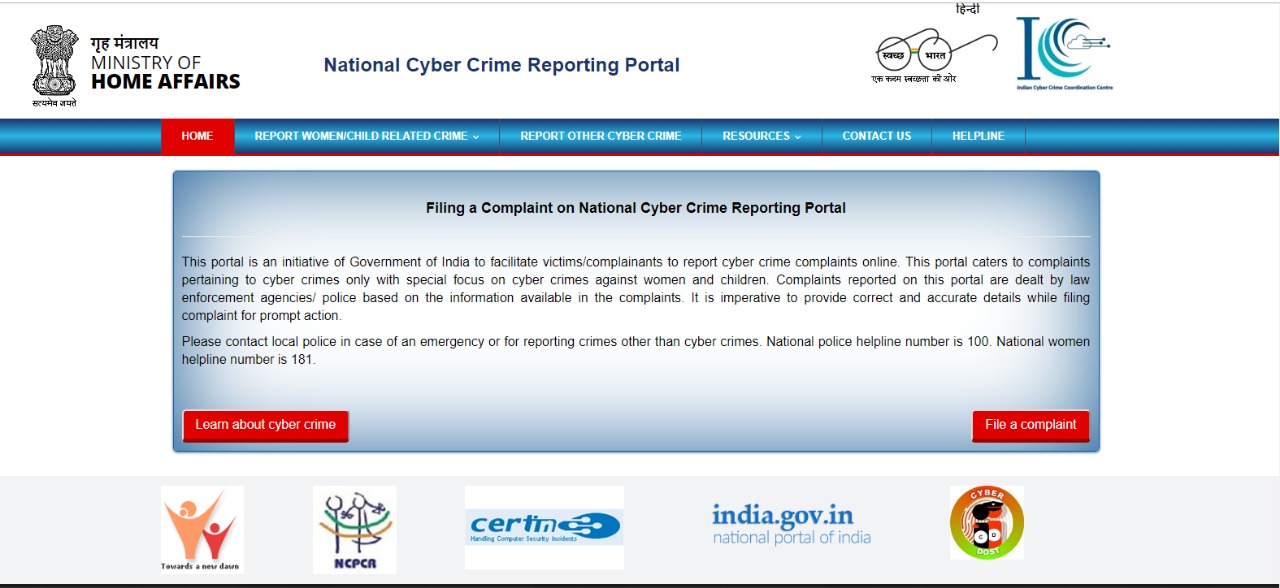 हिन्दी
गृह मंत्रालय
MINISTRY OF
HOME AFFAIRS
सत्यमेव जयते
National Cyber Crime Reporting Portal
स्वच्छ भारत
एक कदम स्वच्छता की ओर
Indian Cyber Crime Coordination Centre
HOME REPORT WOMEN/CHILD RELATED CRIME REPORT OTHER CYBER CRIME RESOURCES CONTACT US HELPLINE
Filing a Complaint on National Cyber Crime Reporting Portal
This portal is an initiative of Government of India to facilitate victims/complainants to report cyber crime complaints online. This portal caters to complaints
pertaining to cyber crimes only with special focus on cyber crimes against women and children. Complaints reported on this portal are dealt by law
enforcement agencies/ police based on the information available in the complaints. It is imperative to provide correct and accurate details while filing
complaint for prompt action.
Please contact local police in case of an emergency or for reporting crimes other than cyber crimes. National police helpline number is 100. National women
helpline number is 181.
Learn about cyber crime File a complaint
Towards a new dawn
NCPCR
certin
Handling Computer Security Incidents
india.gov.in
national portal of india
CYBER
DOST